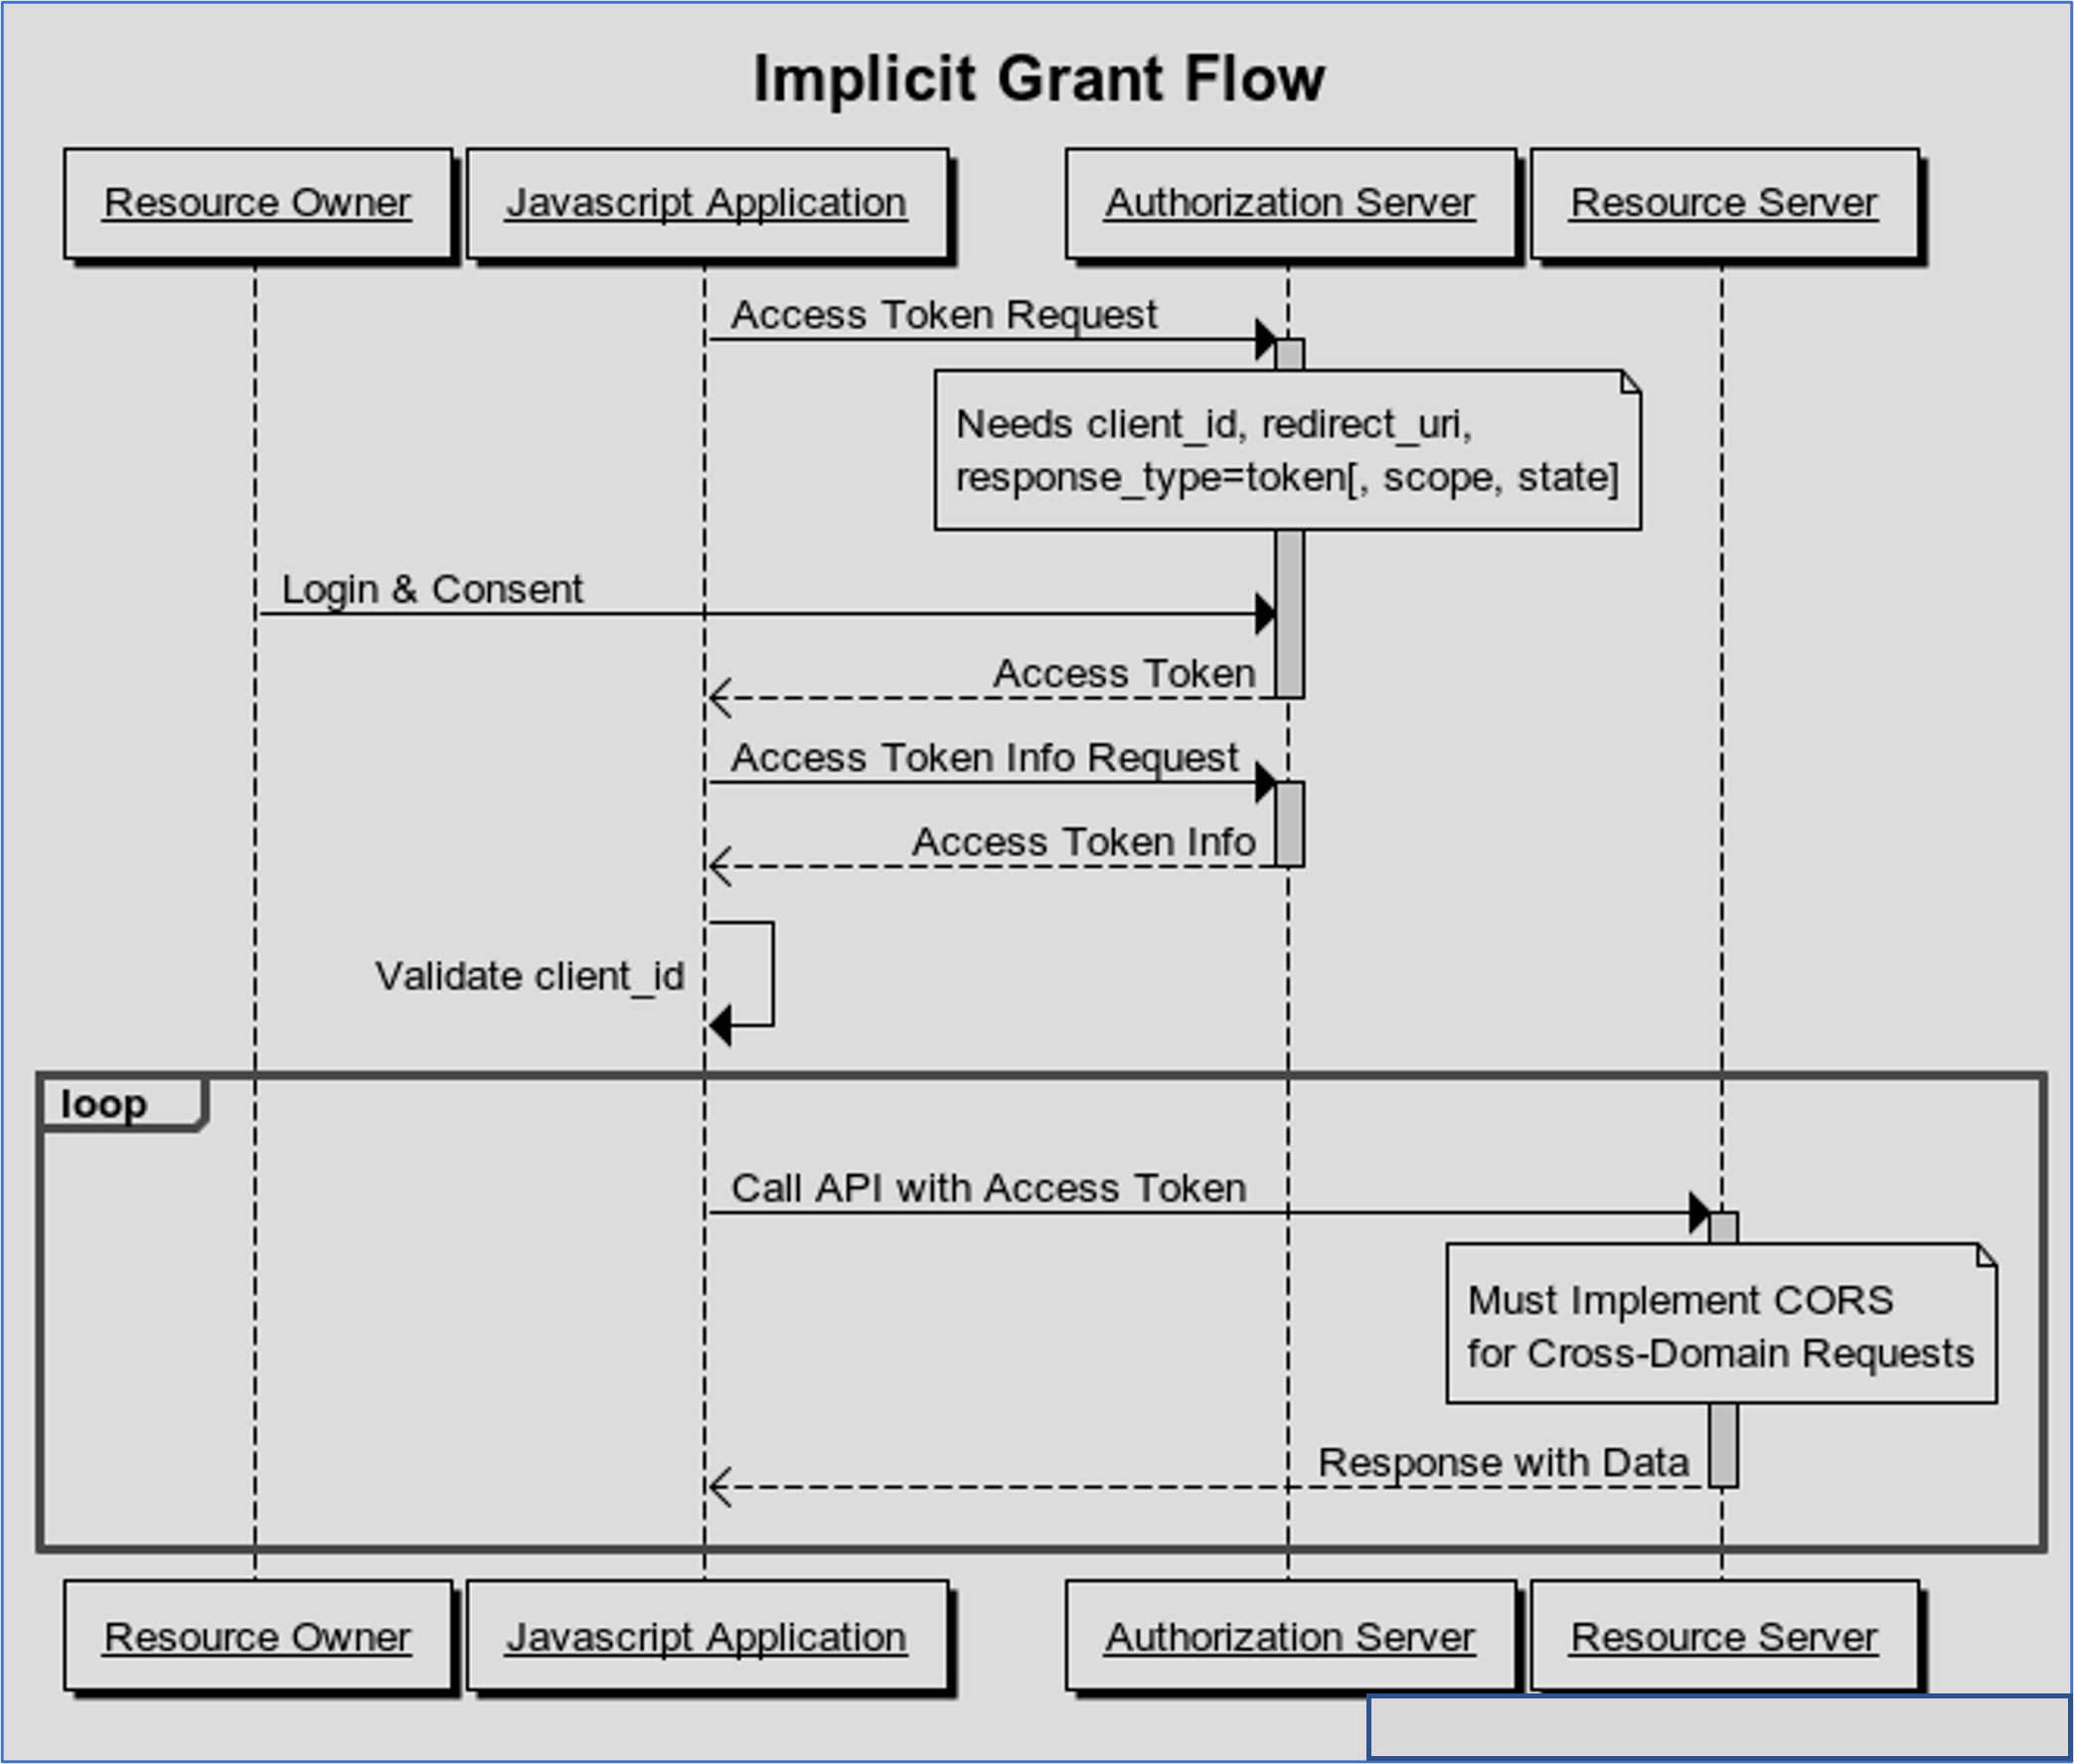 Implicit Grant Flow
Resource Owner
Javascript Application
Authorization Server
Resource Server
Access Token Request
Needs client_id, redirect_uri,
response_type=token[, scope, state]
Login & Consent
Access Token
Access Token Info Request
Access Token Info
Validate client_id
loop
Call API with Access Token
Must Implement CORS
for Cross-Domain Requests
Response with Data
Resource Owner
Javascript Application
Authorization Server
Resource Server